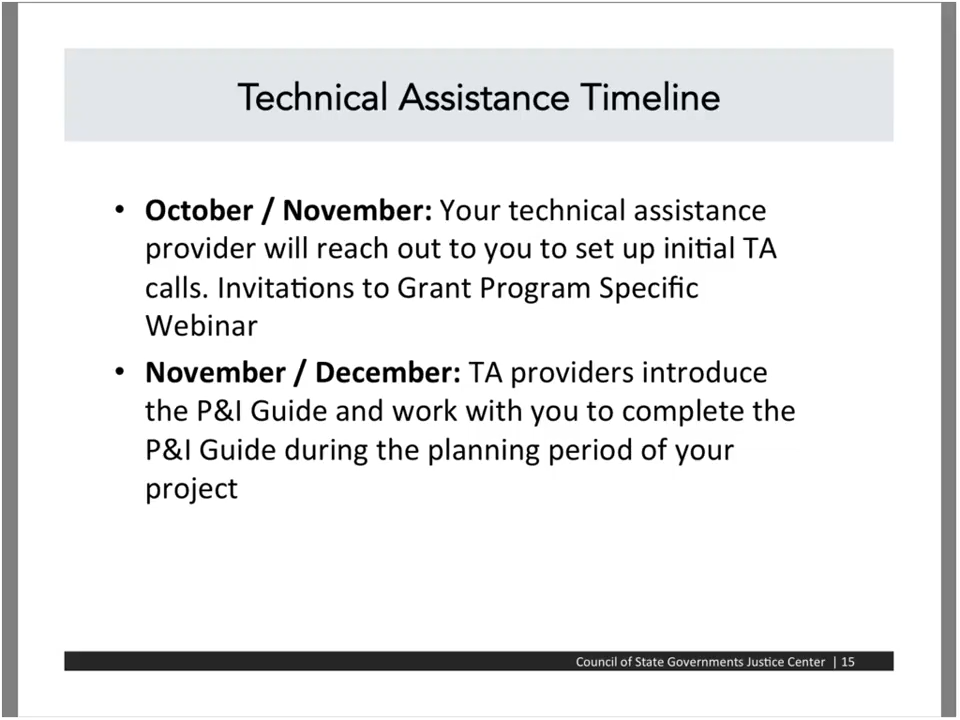 Technical Assistance Timeline
• October / November: Your technical assistance
provider will reach out to you to set up initial TA
calls. Invitations to Grant Program Specific
Webinar
• November / December: TA providers introduce
the P&I Guide and work with you to complete the
P&I Guide during the planning period of your
project
Council of State Governments Justice Center | 15